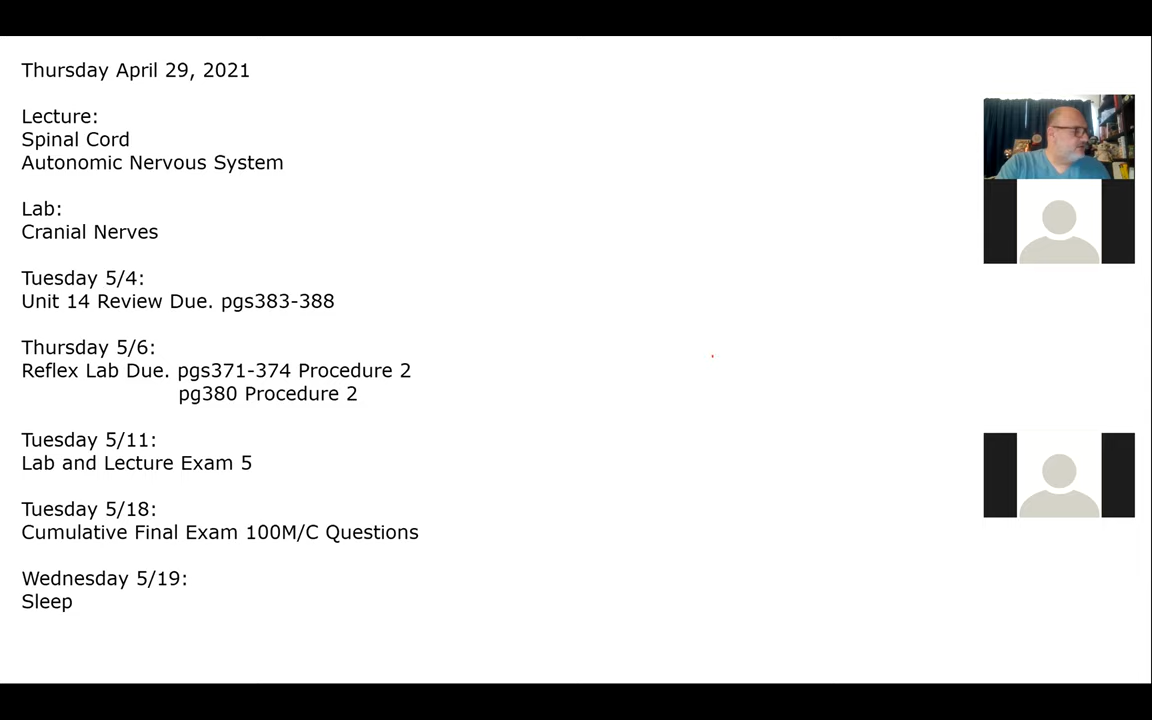 Thursday April 29, 2021
Lecture:
Spinal Cord
Autonomic Nervous System
Lab:
Cranial Nerves
Tuesday 5/4:
Unit 14 Review Due. pgs383-388
Thursday 5/6:
Reflex Lab Due. pgs371-374 Procedure 2
pg380 Procedure 2
Tuesday 5/11:
Lab and Lecture Exam 5
Tuesday 5/18:
Cumulative Final Exam 100M/C Questions
Wednesday 5/19:
Sleep